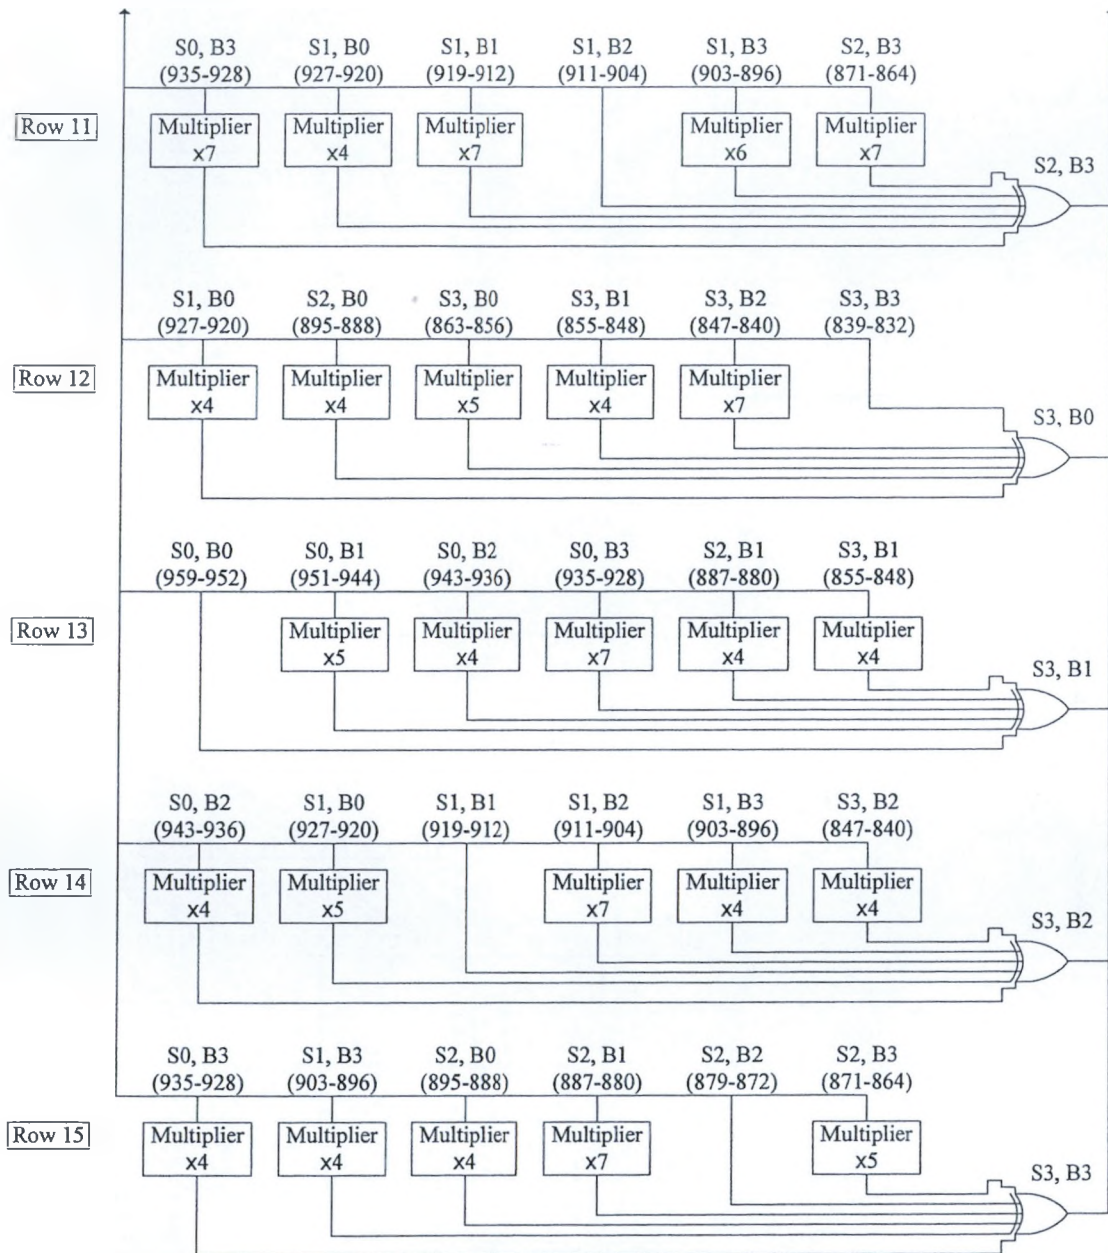 S0, B3 S1, B0 S1, B1 S1, B2 S1, B3 S2, B3
(935-928) (927-920) (919-912) (911-904) (903-896) (871-864)
Row 11
Multiplier Multiplier Multiplier Multiplier Multiplier
x7 x4 x7 x6 x7
S2, B3
S1, B0 S2, B0 S3, B0 S3, B1 S3, B2 S3, B3
(927-920) (895-888) (863-856) (855-848) (847-840) (839-832)
Row 12
Multiplier Multiplier Multiplier Multiplier Multiplier
x4 x4 x5 x4 x7
S3, B0
S0, B0 S0, B1 S0, B2 S0, B3 S2, B1 S3, B1
(959-952) (951-944) (943-936) (935-928) (887-880) (855-848)
Row 13
Multiplier Multiplier Multiplier Multiplier Multiplier
x5 x4 x7 x4 x4
S3, B1
S0, B2 S1, B0 S1, B1 S1, B2 S1, B3 S3, B2
(943-936) (927-920) (919-912) (911-904) (903-896) (847-840)
Row 14
Multiplier Multiplier Multiplier Multiplier Multiplier
x4 x5 x7 x4 x4
S3, B2
S0, B3 S1, B3 S2, B0 S2, B1 S2, B2 S2, B3
(935-928) (903-896) (895-888) (887-880) (879-872) (871-864)
Row 15
Multiplier Multiplier Multiplier Multiplier Multiplier
x4 x4 x4 x7 x5
S3, B3